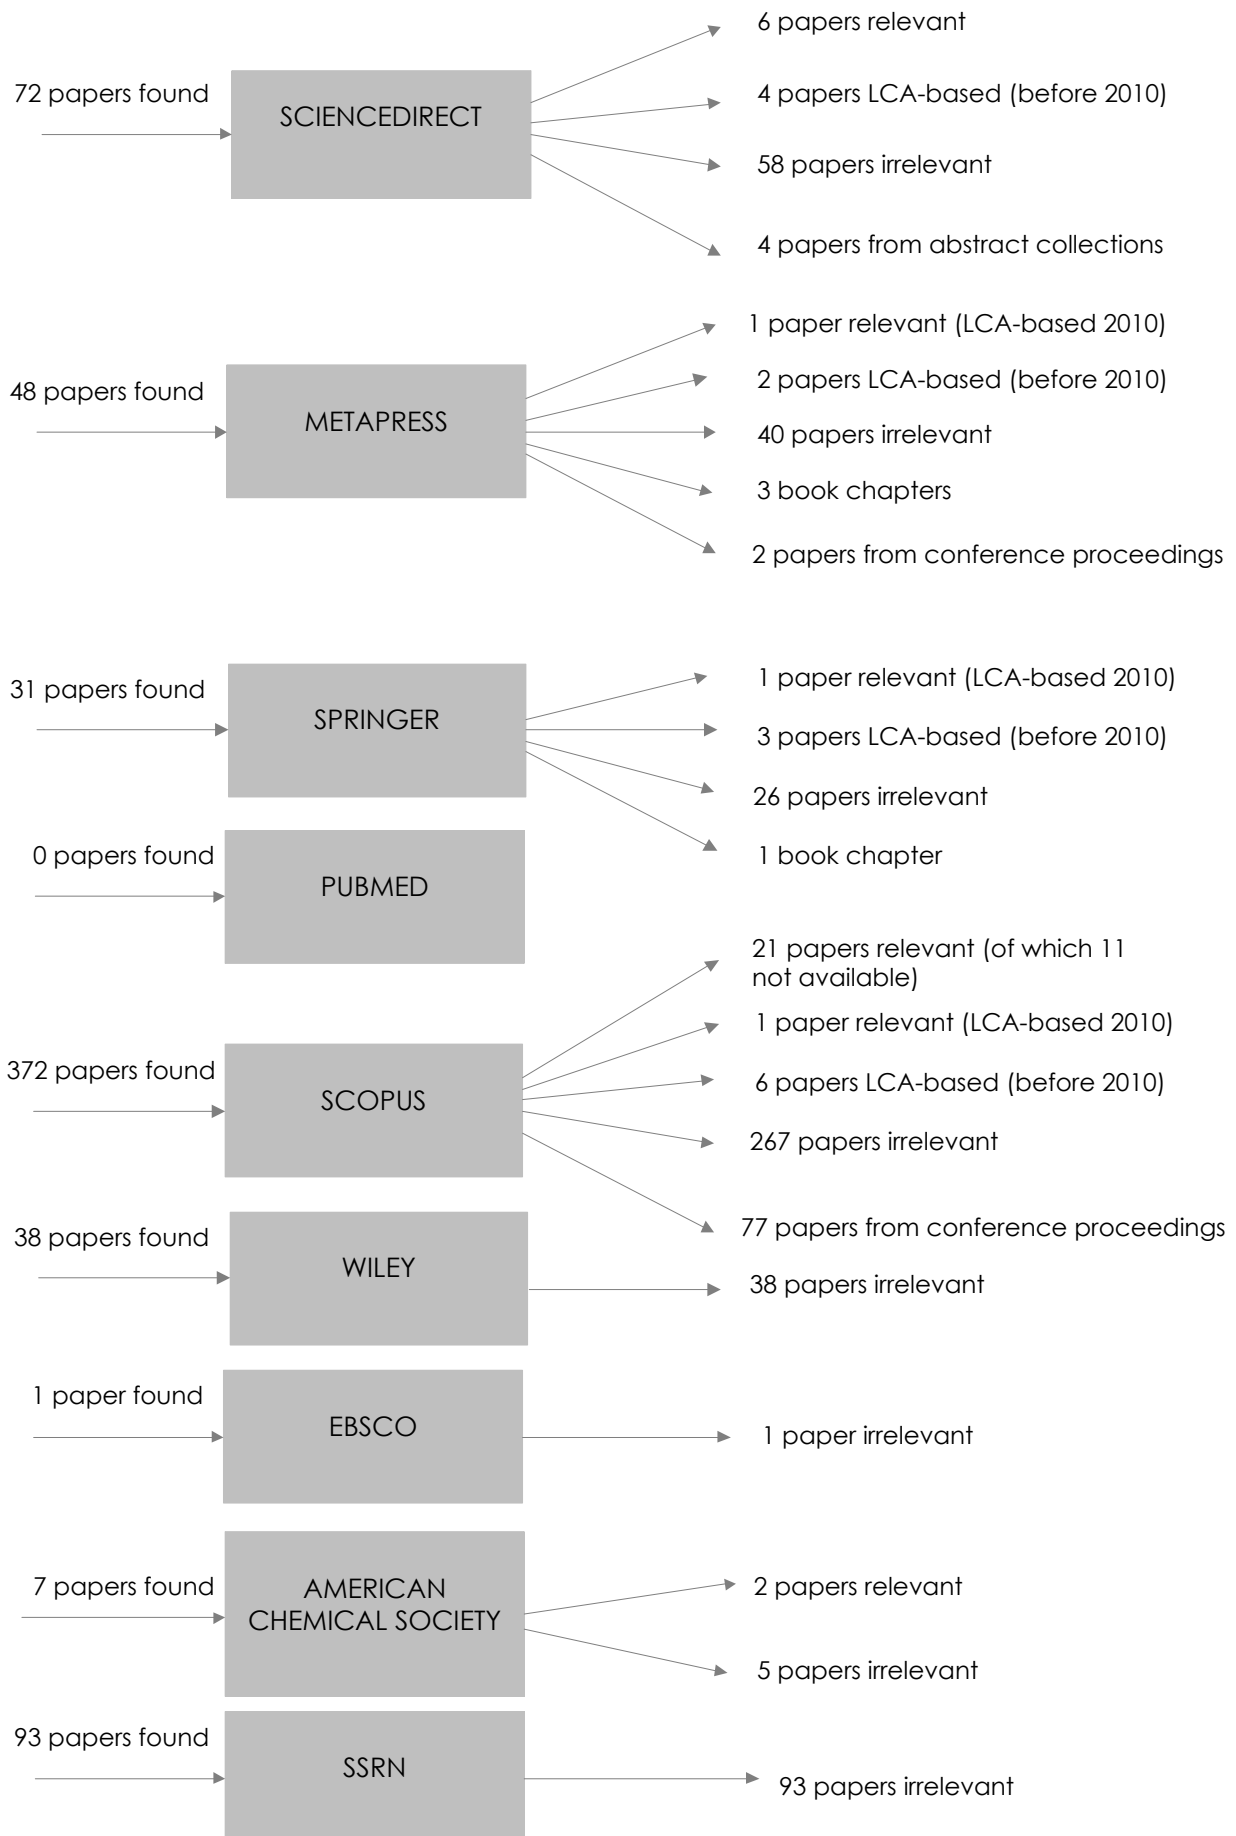 72 papers found
SCIENCEDIRECT
6 papers relevant
4 papers LCA-based (before 2010)
58 papers irrelevant
4 papers from abstract collections
48 papers found
METAPRESS
1 paper relevant (LCA-based 2010)
2 papers LCA-based (before 2010)
40 papers irrelevant
3 book chapters
2 papers from conference proceedings
31 papers found
SPRINGER
1 paper relevant (LCA-based 2010)
3 papers LCA-based (before 2010)
26 papers irrelevant
1 book chapter
0 papers found
PUBMED
372 papers found
SCOPUS
21 papers relevant (of which 11
not available)
1 paper relevant (LCA-based 2010)
6 papers LCA-based (before 2010)
267 papers irrelevant
77 papers from conference proceedings
38 papers found
WILEY
38 papers irrelevant
1 paper found
EBSCO
1 paper irrelevant
7 papers found
AMERICAN
CHEMICAL SOCIETY
2 papers relevant
5 papers irrelevant
93 papers found
SSRN
93 papers irrelevant